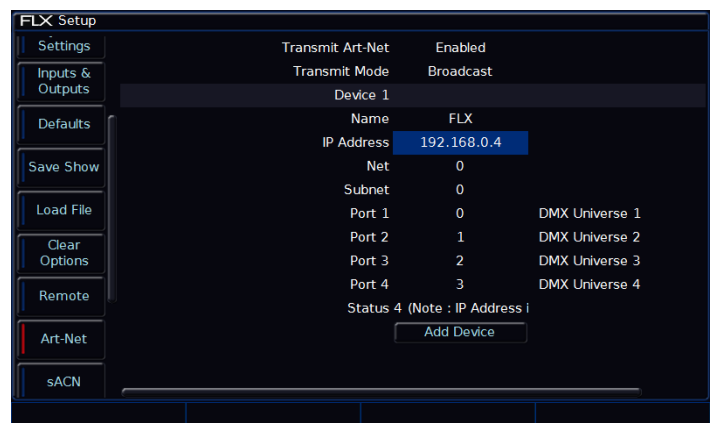 FLX Setup
Settings
Inputs &
Outputs
Defaults
Save Show
Load File
Clear
Options
Remote
Art-Net
sACN
Transmit Art-Net Enabled
Transmit Mode Broadcast
Device 1
Name FLX
IP Address 192.168.0.4
Net 0
Subnet 0
Port 1 0 DMX Universe 1
Port 2 1 DMX Universe 2
Port 3 2 DMX Universe 3
Port 4 3 DMX Universe 4
Status 4 (Note : IP Address i
Add Device